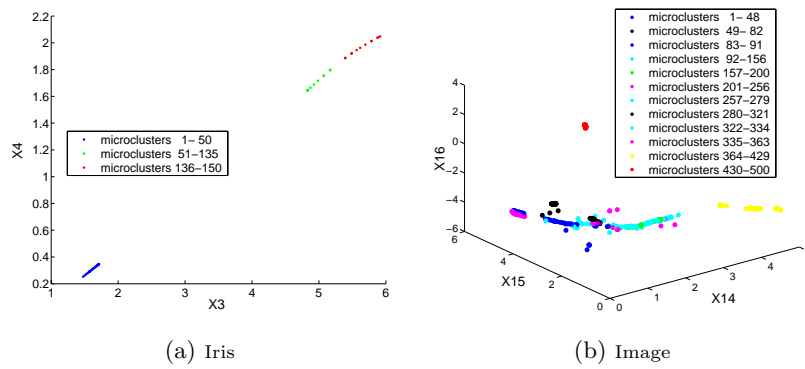 2.2
2
1.8
1.6
1.4
1.2
1
0.8
0.6
0.4
0.2
X4
1 2 3 4 5 6
X3
microclusters 1− 50
microclusters 51−135
microclusters 136−150
(a) Iris
microclusters 1− 48
microclusters 49− 82
microclusters 83− 91
microclusters 92−156
microclusters 157−200
microclusters 201−256
microclusters 257−279
microclusters 280−321
microclusters 322−334
microclusters 335−363
microclusters 364−429
microclusters 430−500
4
2
0
−2
−4
−6
X16
6
4
2
0
X15
0
1
2
3
4
X14
(b) Image